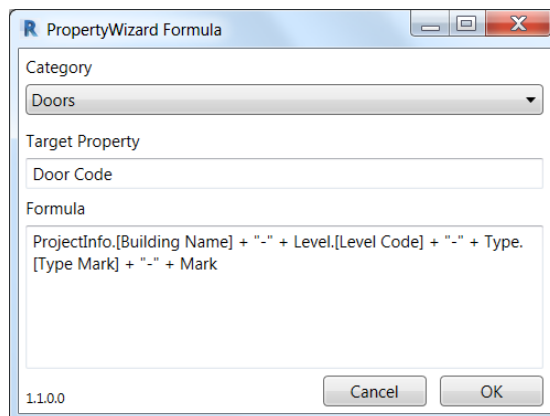 PropertyWizard Formula
Category
Doors
Target Property
Door Code
Formula
ProjectInfo.[Building Name] + "-" + Level.[Level Code] + "-" + Type.
[Type Mark] + "-" + Mark
1.1.0.0
Cancel
OK